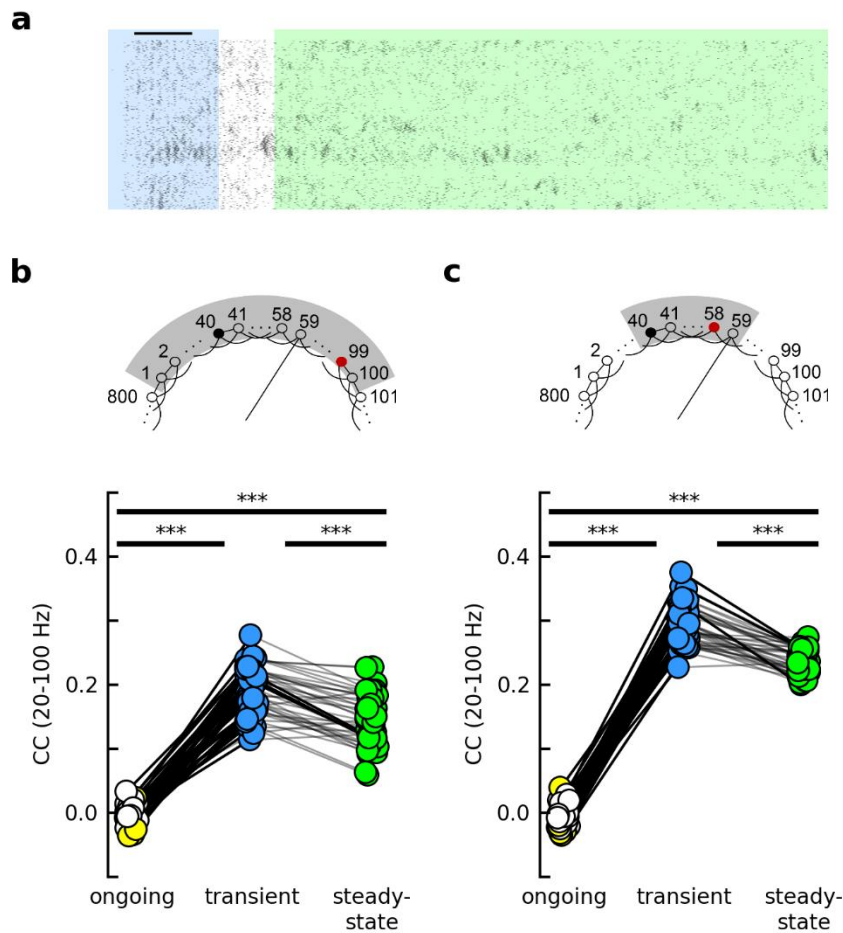 a
b
c
40 41 58 59
2 99
1 100
800 101
40 41 58 59
2 99
1 100
800 101
***
*** ***
***
*** ***
CC (20-100 Hz)
0.4
0.2
0.0
ongoing transient steady-
state
CC (20-100 Hz)
0.4
0.2
0.0
ongoing transient steady-
state